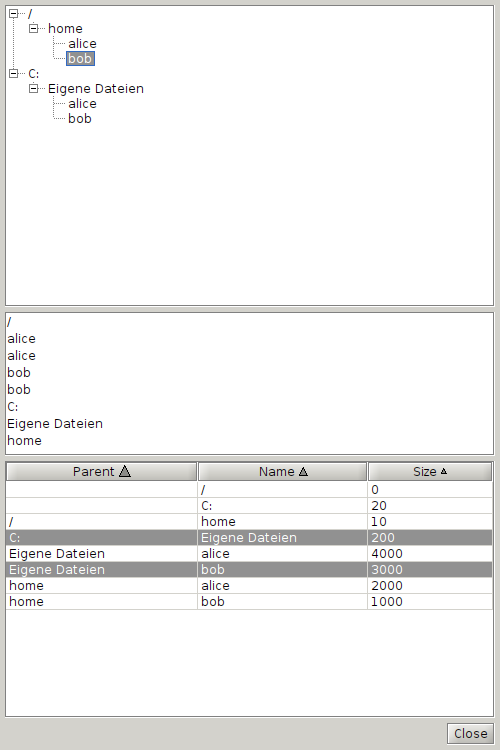 /
home
alice
bob
C:
Eigene Dateien
alice
bob
/
alice
alice
bob
bob
C:
Eigene Dateien
home
Parent Name Size
/ 0
C: 20
/ home 10
C: Eigene Dateien 200
Eigene Dateien alice 4000
Eigene Dateien bob 3000
home alice 2000
home bob 1000
Close